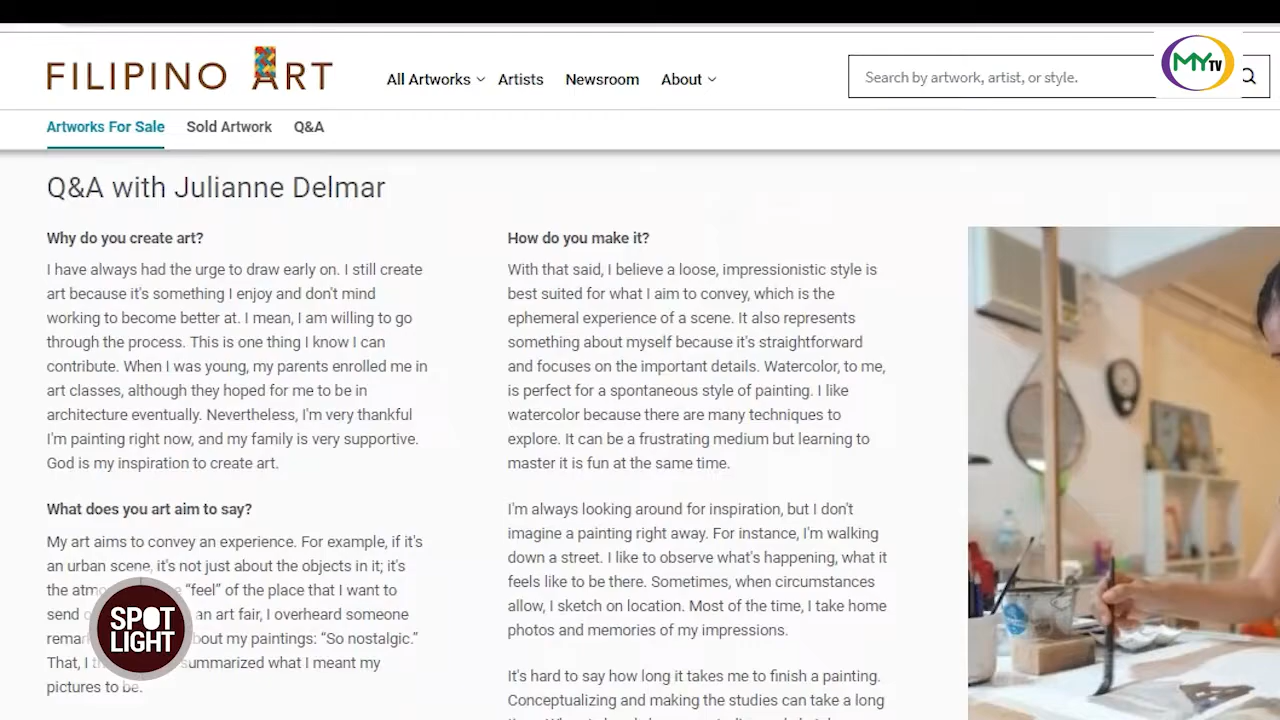 FILIPINO ART
All Artworks
Artists
Newsroom
About
Search by artwork, artist, or style.
MYTV
Artworks For Sale
Sold Artwork
Q&A
Q&A with Julianne Delmar
Why do you create art?
I have always had the urge to draw early on. I still create
art because it's something I enjoy and don't mind
working to become better at. I mean, I am willing to go
through the process. This is one thing I know I can
contribute. When I was young, my parents enrolled me in
art classes, although they hoped for me to be in
architecture eventually. Nevertheless, I'm very thankful
I'm painting right now, and my family is very supportive.
God is my inspiration to create art.
What does you art aim to say?
My art aims to convey an experience. For example, if it's
an urban scene, it's not just about the objects in it; it's
the “feel” of the place that I want to
send an art fair, I overheard someone
about my paintings: “So nostalgic.”
That, I summarized what I meant my
pictures to be.
SPOT
LIGHT
How do you make it?
With that said, I believe a loose, impressionistic style is
best suited for what I aim to convey, which is the
ephemeral experience of a scene. It also represents
something about myself because it's straightforward
and focuses on the important details. Watercolor, to me,
is perfect for a spontaneous style of painting. I like
watercolor because there are many techniques to
explore. It can be a frustrating medium but learning to
master it is fun at the same time.
I'm always looking around for inspiration, but I don't
imagine a painting right away. For instance, I'm walking
down a street. I like to observe what's happening, what it
feels like to be there. Sometimes, when circumstances
allow, I sketch on location. Most of the time, I take home
photos and memories of my impressions.
It's hard to say how long it takes me to finish a painting.
Conceptualizing and making the studies can take a long